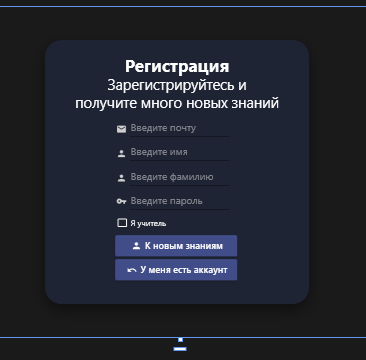 Регистрация
Зарегистрируйтесь и
получите много новых знаний
Введите почту
Введите имя
Введите фамилию
Введите пароль
Я учитель
К новым знаниям
У меня есть аккаунт